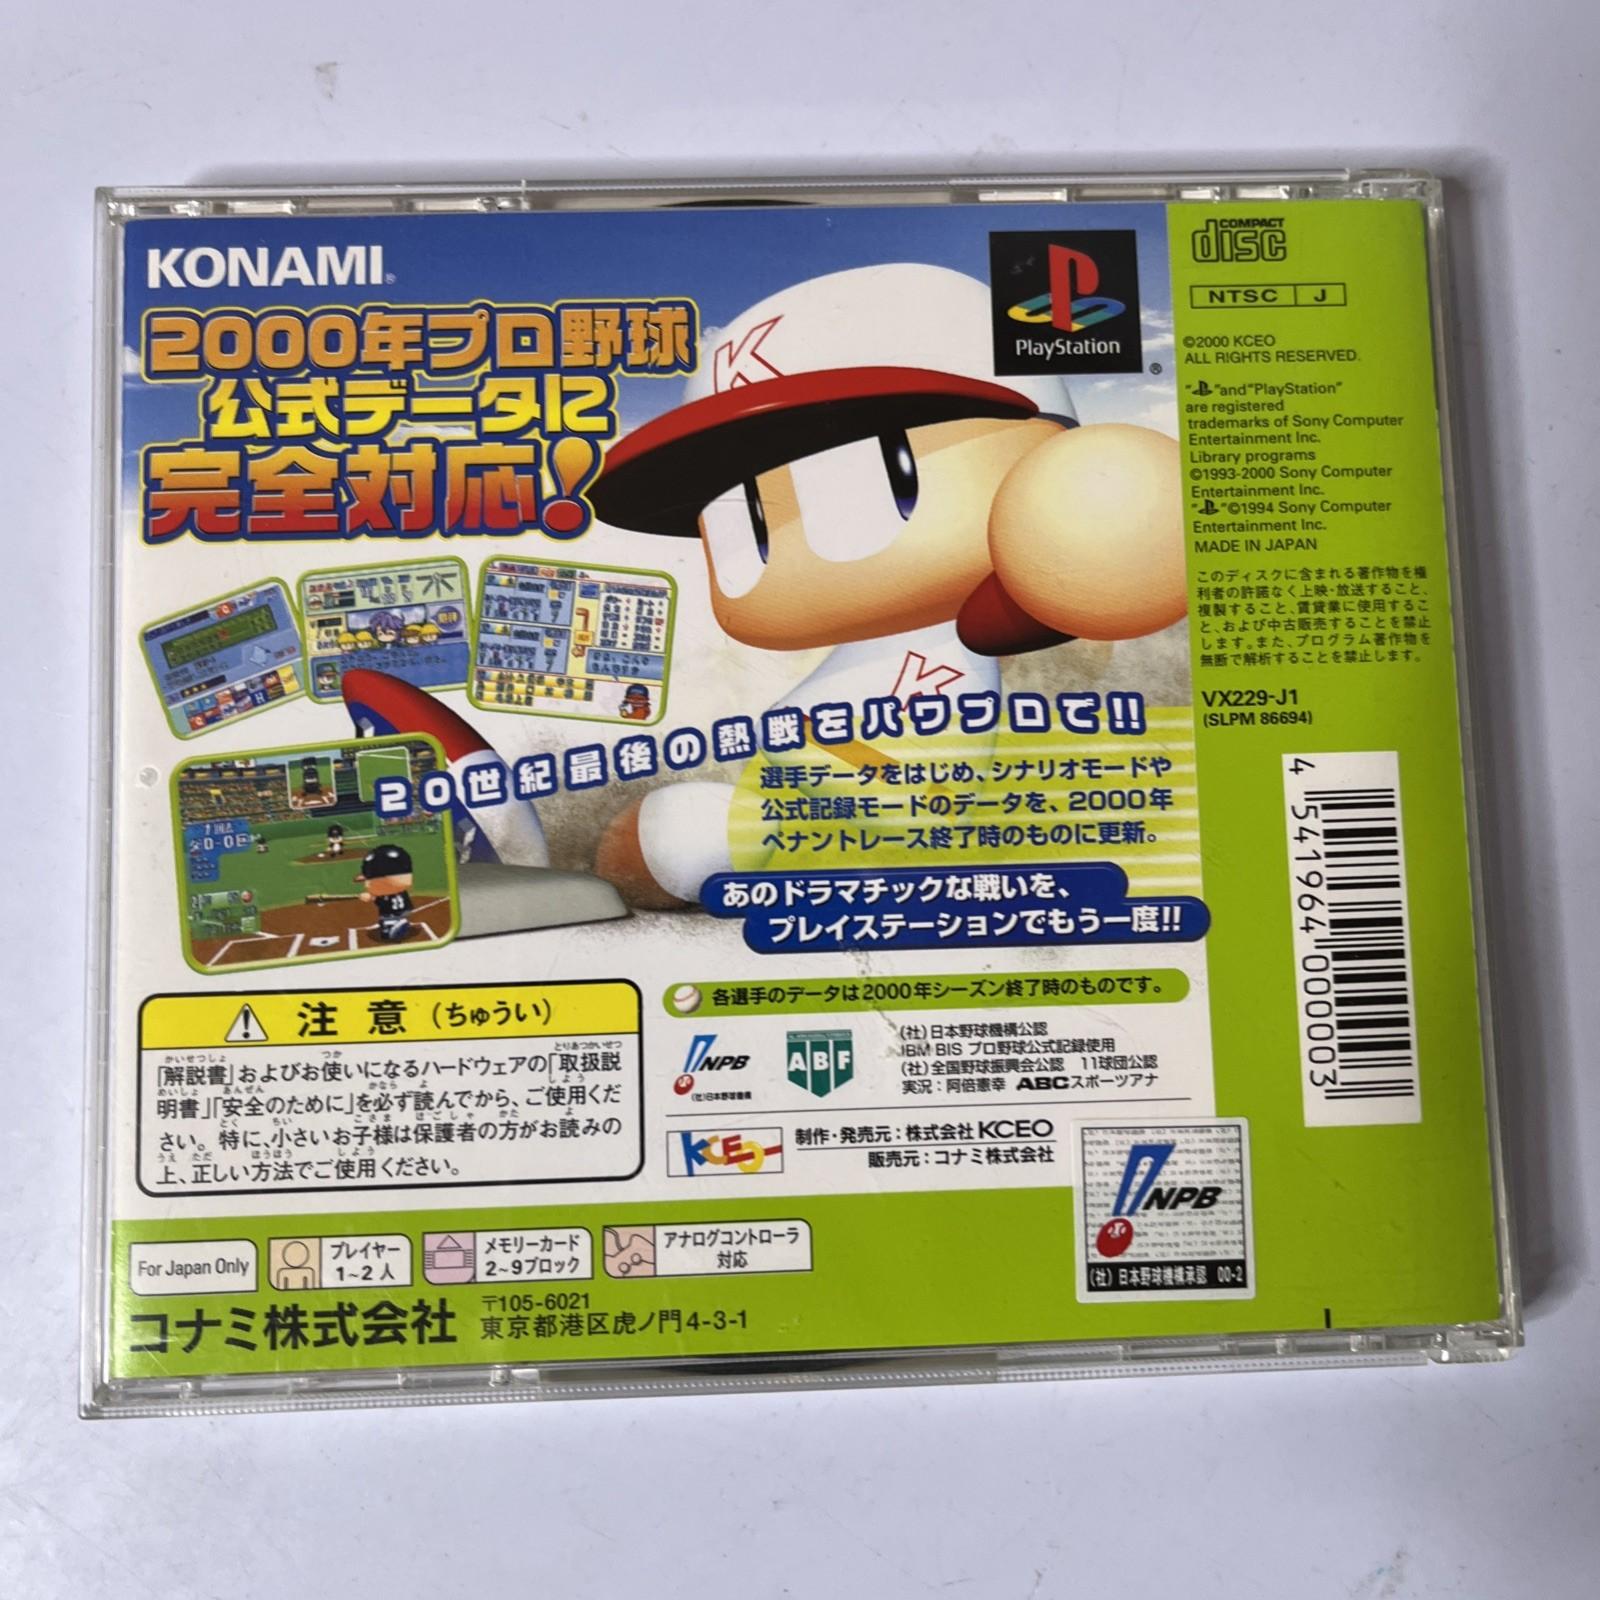 KONAMI
2000年プロ野球
公式データに
完全対応!
K
K
PlayStation
®
20世紀最後の熱戦をパワプロで!!
選手データをはじめ、シナリオモードや
公式記録モードのデータを、2000年
ペナントレース終了時のものに更新。
あのドラマチックな戦いを、
プレイステーションでもう一度!!
各選手のデータは2000年シーズン終了時のものです。
注意(ちゅうい)
「解説書」およびお使いになるハードウェアの「取扱説
明書」「安全のために」を必ず読んでから、ご使用くだ
さい。特に、小さいお子様は保護者の方がお読みの
上、正しい方法でご使用ください。
NPB
(社)日本野球機構
ABF
(社)日本野球機構公認
IBM BIS プロ野球公式記録使用
(社)全国野球振興会公認 11球団公認
実況:阿倍憲幸 ABCスポーツアナ
KCEO
制作・発売元:株式会社KCEO
販売元:コナミ株式会社
For Japan Only
プレイヤー
1~2人
メモリーカード
2~9ブロック
アナログコントローラ
対応
コナミ株式会社
〒105-6021
東京都港区虎ノ門4-3-1
NPB
(社)日本野球機構承認 00-2
COMPACT
disc
NTSC J
©2000 KCEO
ALL RIGHTS RESERVED.
" "and"PlayStation"
are registered
trademarks of Sony Computer
Entertainment Inc.
Library programs
©1993-2000 Sony Computer
Entertainment Inc.
" "©1994 Sony Computer
Entertainment Inc.
MADE IN JAPAN
このディスクに含まれる著作物を権
利者の許諾なく上映・放送すること、
複製すること、賃貸業に使用するこ
と、および中古販売することを禁止
します。また、プログラム著作物を
無断で解析することを禁止します。
VX229-J1
(SLPM 86694)
4 541964 000003